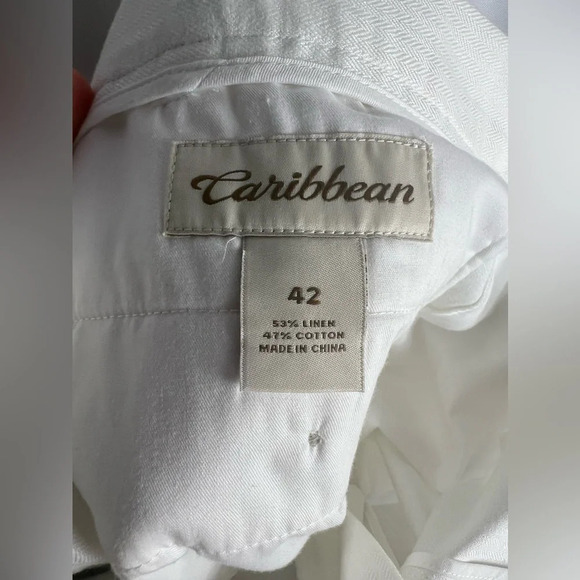 Caribbean
42
53% LINEN
47% COTTON
MADE IN CHINA